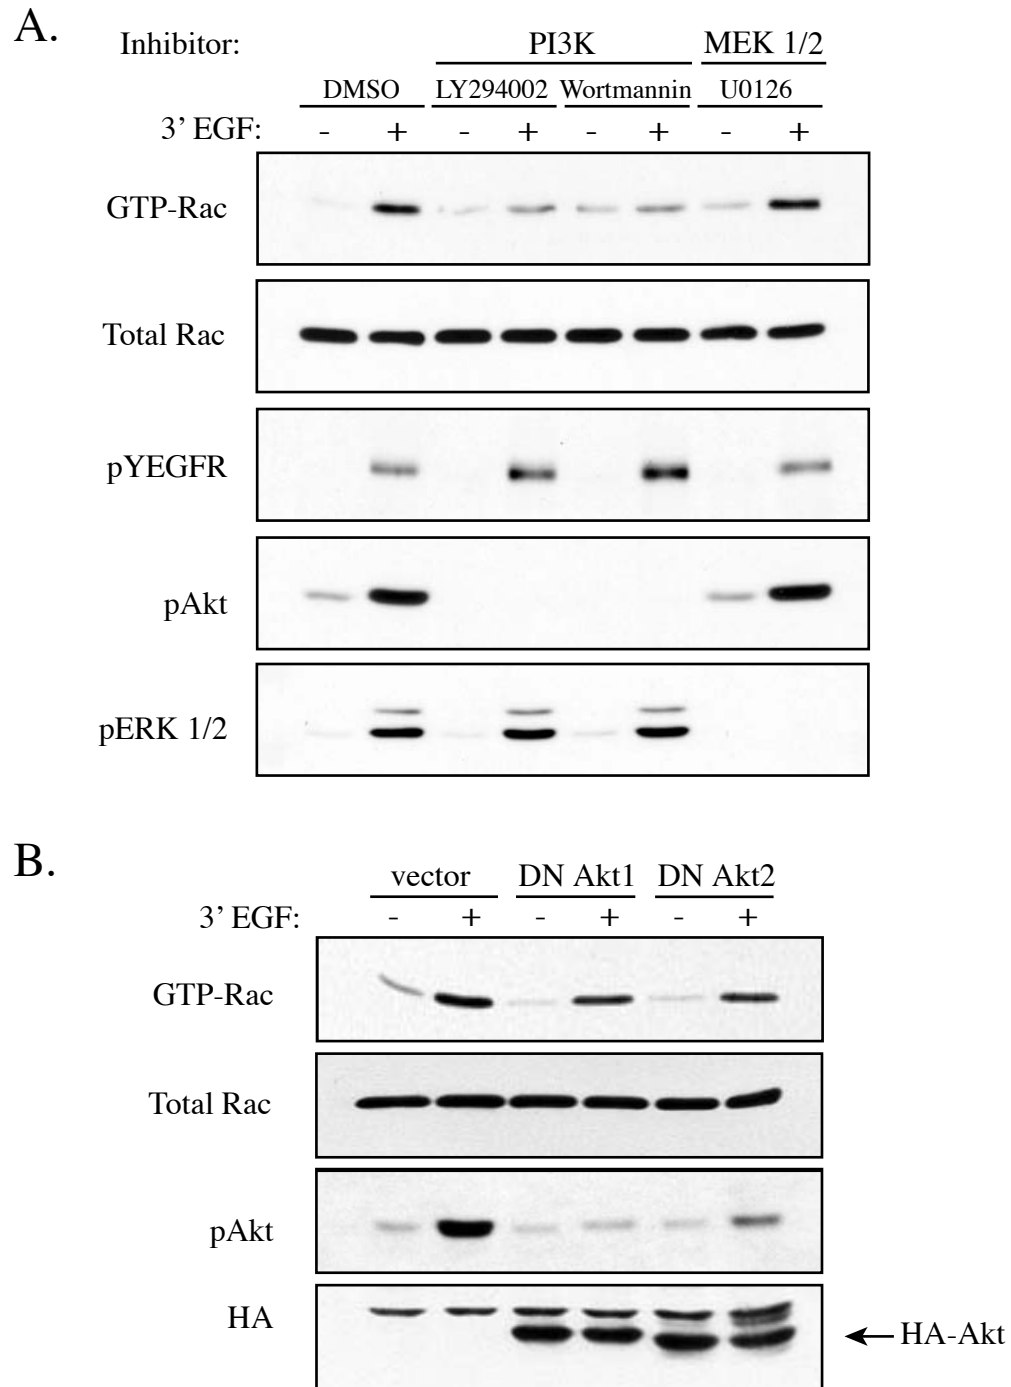 A.
Inhibitor: PI3K MEK 1/2
DMSO LY294002 Wortmannin U0126
3' EGF: - + - + - + - +
GTP-Rac
Total Rac
pYEGFR
pAkt
pERK 1/2
B.
vector DN Akt1 DN Akt2
3' EGF: - + - + - +
GTP-Rac
Total Rac
pAkt
HA
HA-Akt